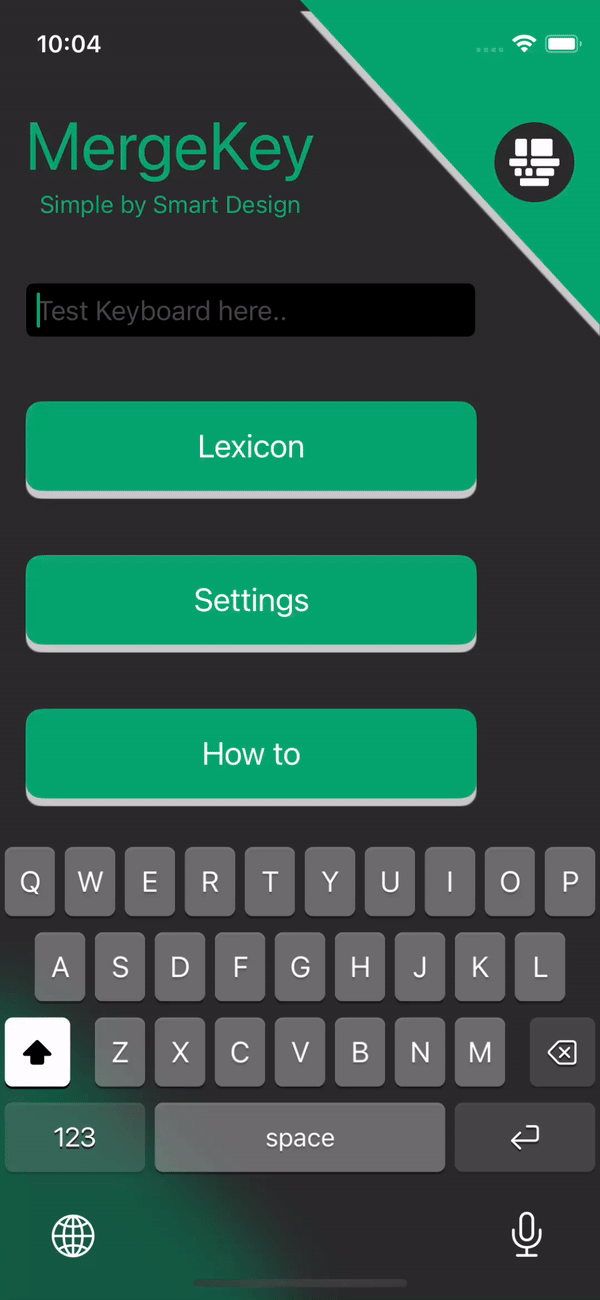 10:04
MergeKey
Simple by Smart Design
Test Keyboard here..
Lexicon
Settings
How to
Q W E R T Y U I O P
A S D F G H J K L
Z X C V B N M
123 space